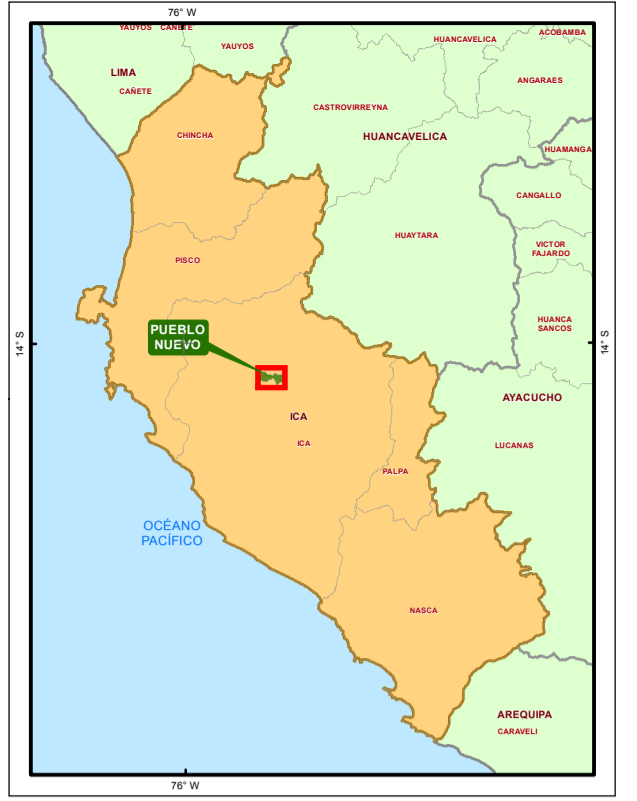 76° W
YAUYOS CAÑETE
YAUYOS
HUANCAVELICA
ACOBAMBA
LIMA
CAÑETE
ANGARAES
CASTROVIRREYNA
CHINCHA
HUANCAVELICA
HUAMANGA
CANGALLO
HUAYTARA
VICTOR
FAJARDO
PISCO
HUANCA
SANCOS
PUEBLO
NUEVO
14° S
14° S
AYACUCHO
ICA
ICA
LUCANAS
PALPA
OCÉANO
PACÍFICO
NASCA
AREQUIPA
CARAVELI
76° W